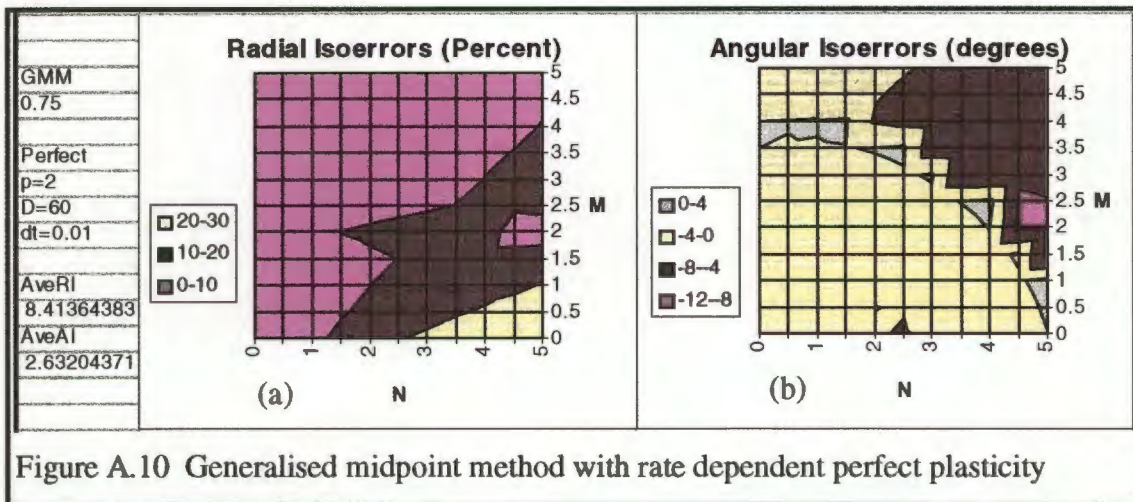 GMM
0.75
Perfect
p=2
D=60
dt=0.01
AveRI
8.41364383
AveAI
2.63204371
Radial Isoerrors (Percent)
20-30
10-20
0-10
5
4.5
4
3.5
3
2.5
2
1.5
1
0.5
0
M
0
1
2
3
4
5
N
(a)
Angular Isoerrors (degrees)
0-4
-4-0
-8--4
-12--8
5
4.5
4
3.5
3
2.5
2
1.5
1
0.5
0
M
0
1
2
3
4
5
N
(b)
Figure A.10 Generalised midpoint method with rate dependent perfect plasticity